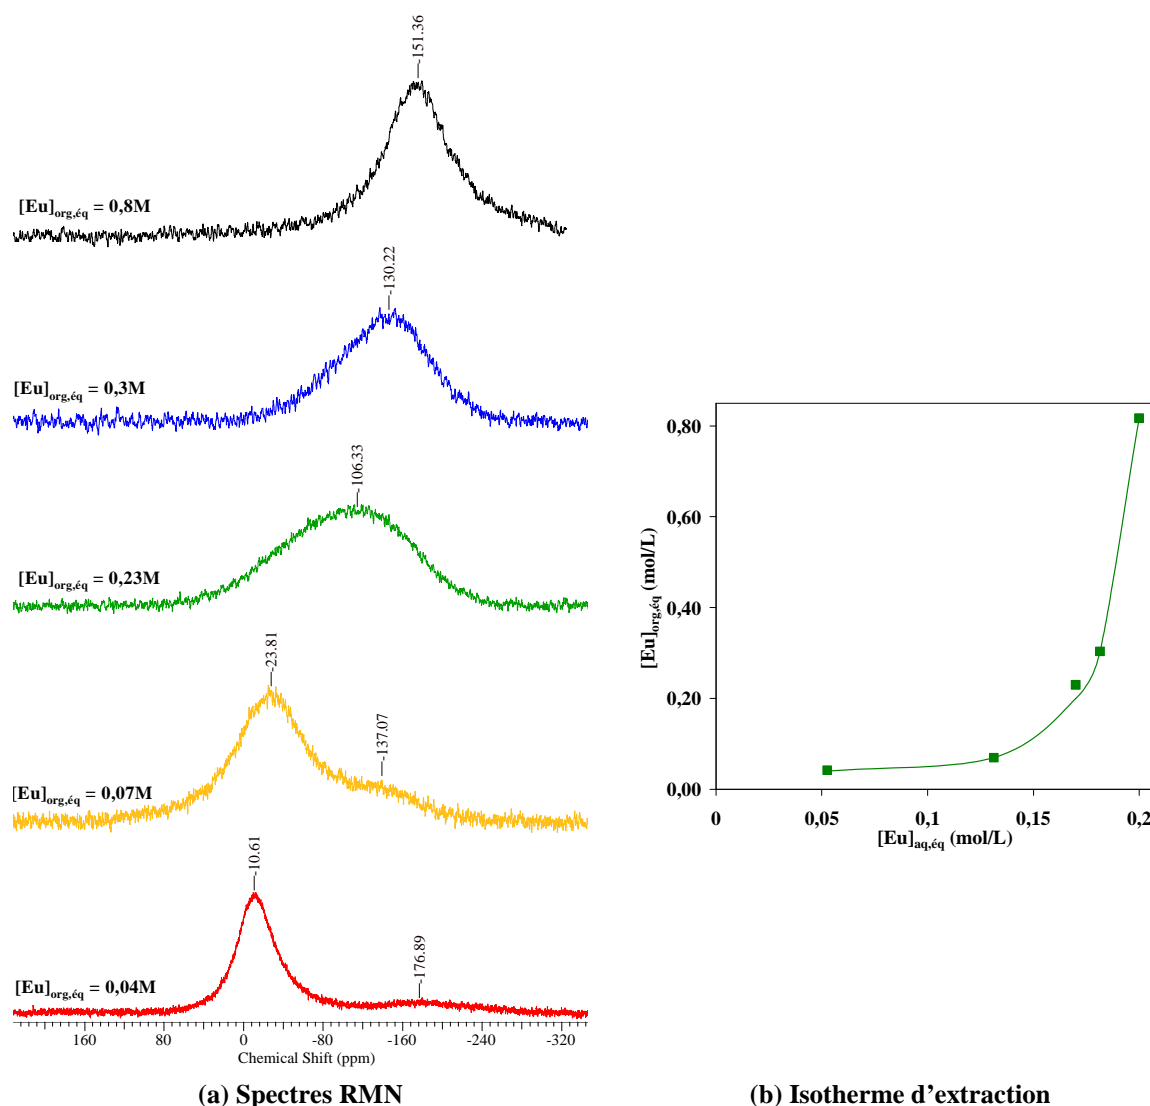 -151.36
[Eu]org,éq = 0,8M
-130.22
[Eu]org,éq = 0,3M
-106.33
[Eu]org,éq = 0,23M
-23.81
-137.07
[Eu]org,éq = 0,07M
-10.61
-176.89
[Eu]org,éq = 0,04M
160 80 0 -80 -160 -240 -320
Chemical Shift (ppm)
(a) Spectres RMN
[Eu]org,éq (mol/L)
0,80
0,60
0,40
0,20
0,00
0 0,05 0,1 0,15 0,2
[Eu]aq,éq (mol/L)
(b) Isotherme d'extraction